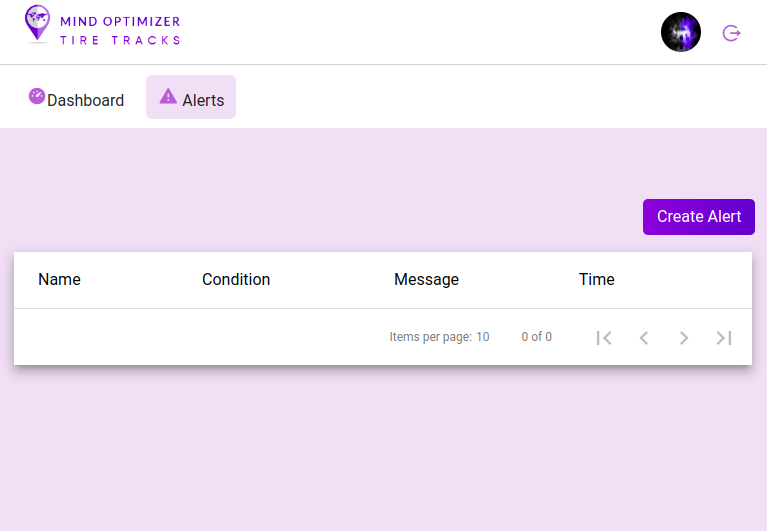 MIND OPTIMIZER
TIRE TRACKS
Dashboard
Alerts
Create Alert
Name Condition Message Time
Items per page: 10 0 of 0